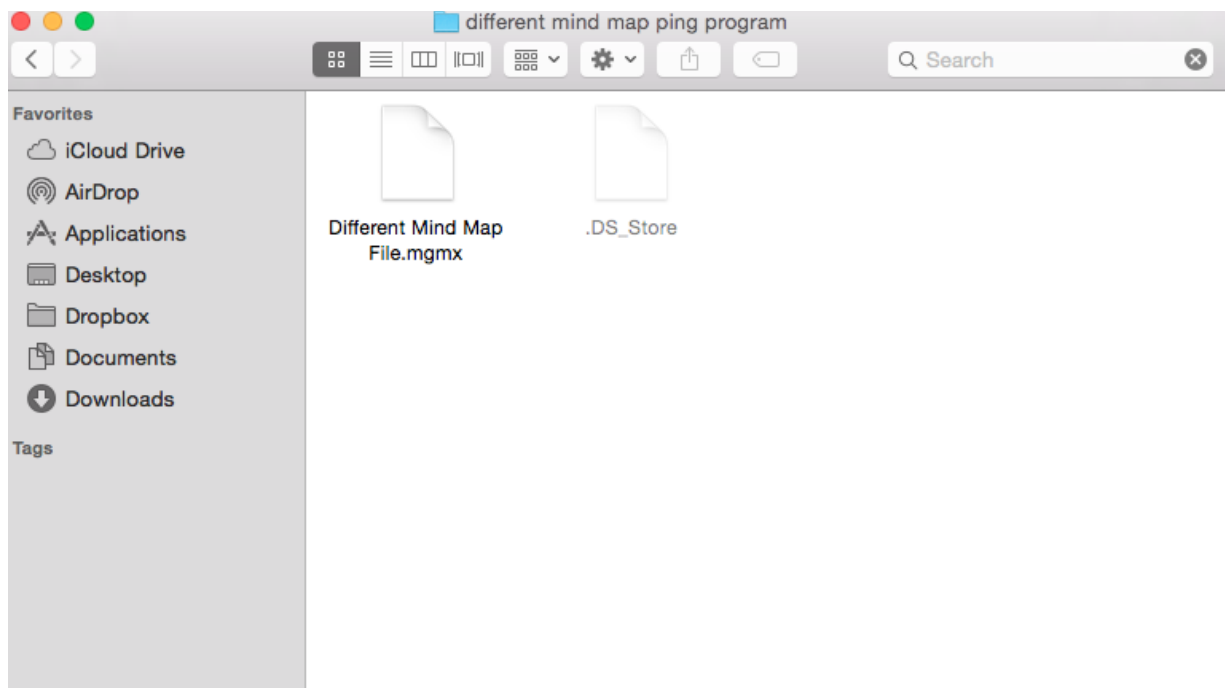 different mind map ping program
Search
Favorites
iCloud Drive
AirDrop
Applications
Desktop
Dropbox
Documents
Downloads
Tags
Different Mind Map
File.mgmx
.DS_Store